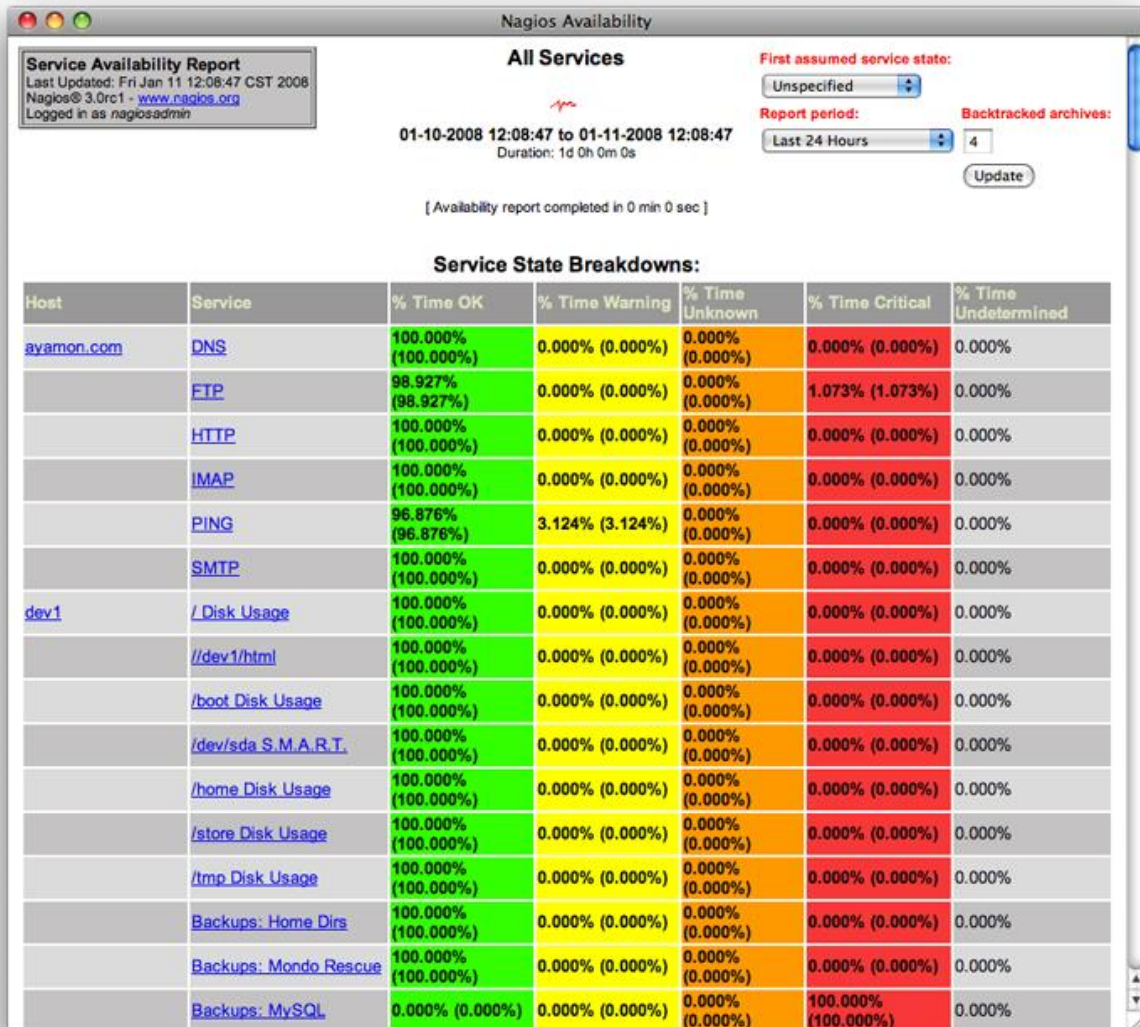 Nagios Availability
Service Availability Report
Last Updated: Fri Jan 11 12:08:47 CST 2008
Nagios® 3.0rc1 - www.nagios.org
Logged in as nagiosadmin
All Services
01-10-2008 12:08:47 to 01-11-2008 12:08:47
Duration: 1d 0h 0m 0s
[ Availability report completed in 0 min 0 sec ]
First assumed service state:
Unspecified
Report period:
Backtracked archives:
Last 24 Hours
4
Update
Service State Breakdowns:
Host Service % Time OK % Time Warning % Time Unknown % Time Critical % Time Undetermined
ayamon.com DNS 100.000% (100.000%) 0.000% (0.000%) 0.000% (0.000%) 0.000% (0.000%) 0.000%
FTP 98.927% (98.927%) 0.000% (0.000%) 0.000% (0.000%) 1.073% (1.073%) 0.000%
HTTP 100.000% (100.000%) 0.000% (0.000%) 0.000% (0.000%) 0.000% (0.000%) 0.000%
IMAP 100.000% (100.000%) 0.000% (0.000%) 0.000% (0.000%) 0.000% (0.000%) 0.000%
PING 96.876% (96.876%) 3.124% (3.124%) 0.000% (0.000%) 0.000% (0.000%) 0.000%
SMTP 100.000% (100.000%) 0.000% (0.000%) 0.000% (0.000%) 0.000% (0.000%) 0.000%
dev1 / Disk Usage 100.000% (100.000%) 0.000% (0.000%) 0.000% (0.000%) 0.000% (0.000%) 0.000%
//dev1/html 100.000% (100.000%) 0.000% (0.000%) 0.000% (0.000%) 0.000% (0.000%) 0.000%
/boot Disk Usage 100.000% (100.000%) 0.000% (0.000%) 0.000% (0.000%) 0.000% (0.000%) 0.000%
/dev/sda S.M.A.R.T. 100.000% (100.000%) 0.000% (0.000%) 0.000% (0.000%) 0.000% (0.000%) 0.000%
/home Disk Usage 100.000% (100.000%) 0.000% (0.000%) 0.000% (0.000%) 0.000% (0.000%) 0.000%
/store Disk Usage 100.000% (100.000%) 0.000% (0.000%) 0.000% (0.000%) 0.000% (0.000%) 0.000%
/tmp Disk Usage 100.000% (100.000%) 0.000% (0.000%) 0.000% (0.000%) 0.000% (0.000%) 0.000%
Backups: Home Dirs 100.000% (100.000%) 0.000% (0.000%) 0.000% (0.000%) 0.000% (0.000%) 0.000%
Backups: Mondo Rescue 100.000% (100.000%) 0.000% (0.000%) 0.000% (0.000%) 0.000% (0.000%) 0.000%
Backups: MySQL 0.000% (0.000%) 0.000% (0.000%) 0.000% (0.000%) 100.000% (100.000%) 0.000%